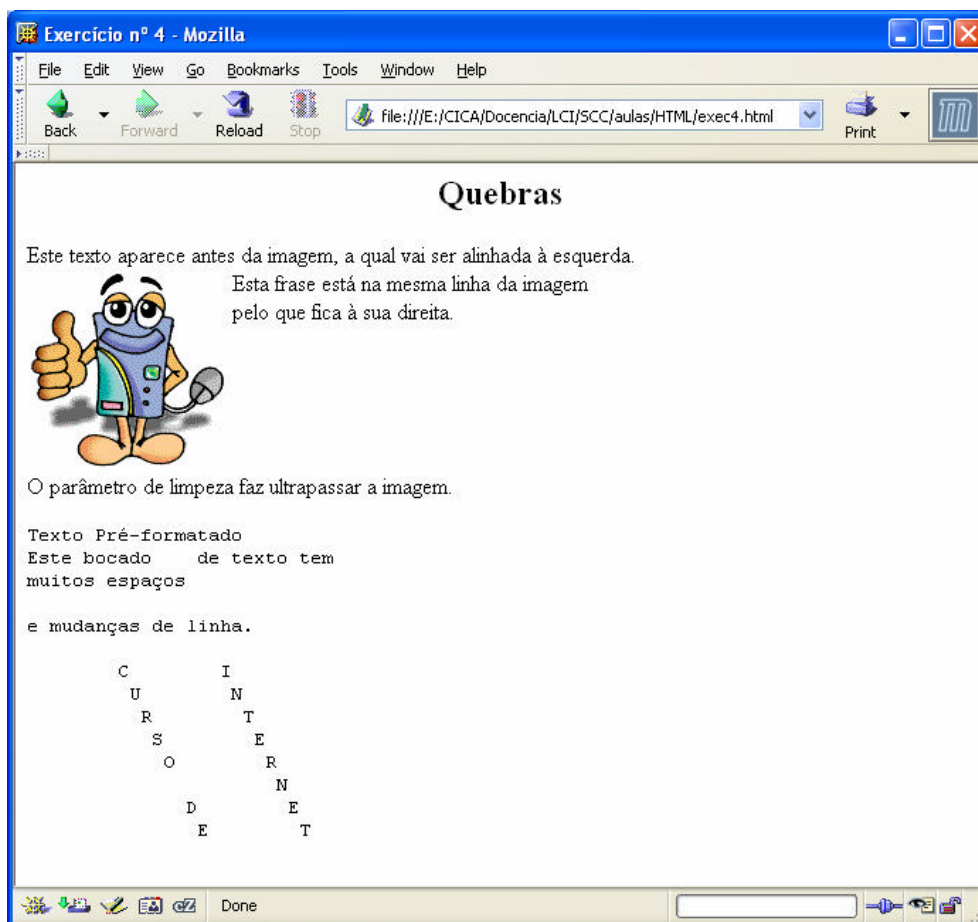 Exercício nº 4 - Mozilla
File Edit View Go Bookmarks Tools Window Help
Back Forward Reload Stop file:///E:/CICA/Docencia/LCI/SCC/aulas/HTML/exec4.html Print
Quebras
Este texto aparece antes da imagem, a qual vai ser alinhada à esquerda.
Esta frase está na mesma linha da imagem
pelo que fica à sua direita.
O parâmetro de limpeza faz ultrapassar a imagem.
Texto Pré-formatado
Este bocado    de texto tem
muitos espaços
e mudanças de linha.
C        I
 U        N
  R        T
   S        E
    O        R
              N
      D        E
       E        T
Done